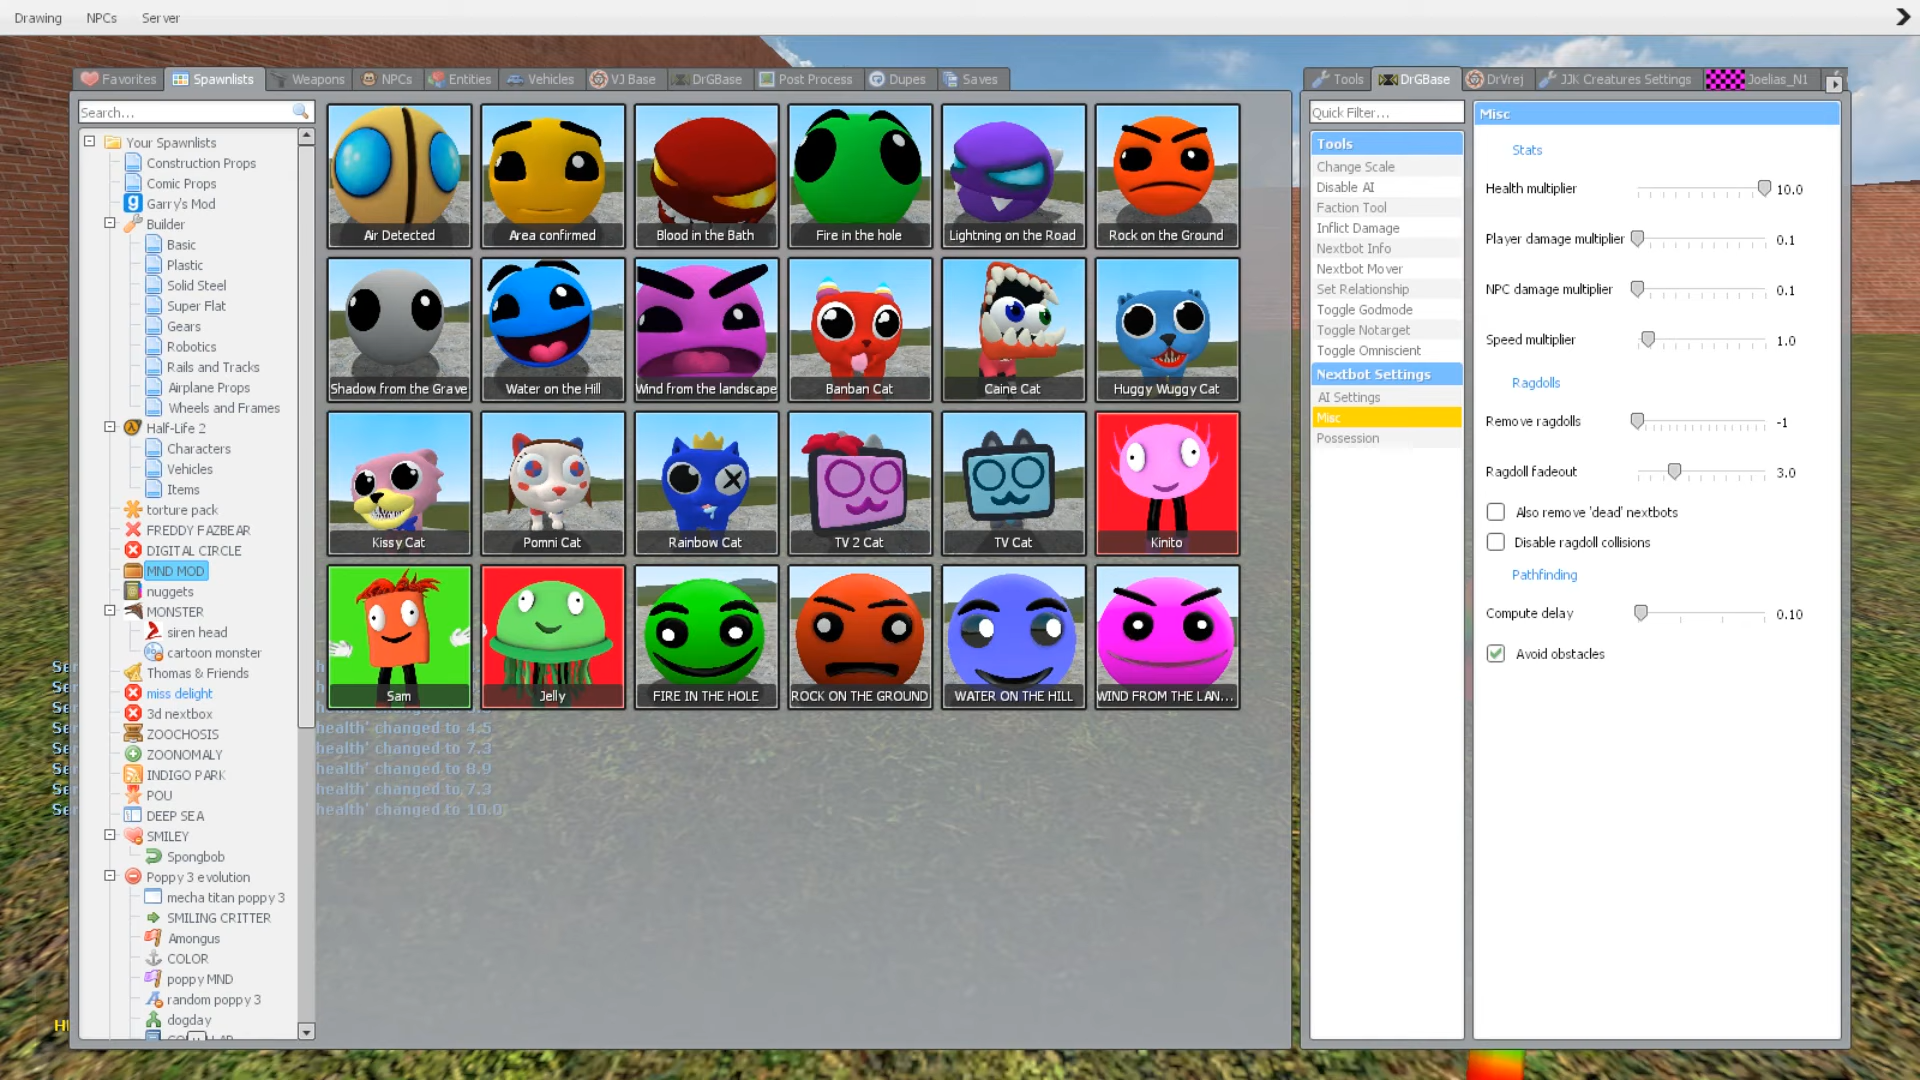 Drawing NPCs Server
Favorites Spawnlists Weapons NPCs Entities Vehicles VJ Base DrGBase Post Process Dupes Saves
Search...
Your Spawnlists
Construction Props
Comic Props
Garry's Mod
Builder
Basic
Plastic
Solid Steel
Super Flat
Gears
Robotics
Rails and Tracks
Airplane Props
Wheels and Frames
Half-Life 2
Characters
Vehicles
Items
torture pack
FREDDY FAZBEAR
DIGITAL CIRCLE
MND MOD
nuggets
MONSTER
siren head
cartoon monster
Thomas & Friends
miss delight
3d nextbox
ZOOCHOSIS
ZOONOMALY
INDIGO PARK
POU
DEEP SEA
SMILEY
Spongbob
Poppy 3 evolution
mecha titan poppy 3
SMILING CRITTER
Amongus
COLOR
poppy MND
random poppy 3
dogday
Air Detected
Area confirmed
Blood in the Bath
Fire in the hole
Lightning on the Road
Rock on the Ground
Shadow from the Grave
Water on the Hill
Wind from the landscape
Banban Cat
Caine Cat
Huggy Wuggy Cat
Kissy Cat
Pomni Cat
Rainbow Cat
TV 2 Cat
TV Cat
Kinito
Sam
Jelly
FIRE IN THE HOLE
ROCK ON THE GROUND
WATER ON THE HILL
WIND FROM THE LAN...
health' changed to 4.5
health' changed to 7.3
health' changed to 8.9
health' changed to 7.3
health' changed to 10.0
Tools DrGBase DrVrej JJK Creatures Settings Joelias_N1
Quick Filter...
Tools
Change Scale
Disable AI
Faction Tool
Inflict Damage
Nextbot Info
Nextbot Mover
Set Relationship
Toggle Godmode
Toggle Notarget
Toggle Omniscient
Nextbot Settings
AI Settings
Misc
Possession
Misc
Stats
Health multiplier 10.0
Player damage multiplier 0.1
NPC damage multiplier 0.1
Speed multiplier 1.0
Ragdolls
Remove ragdolls -1
Ragdoll fadeout 3.0
Also remove 'dead' nextbots
Disable ragdoll collisions
Pathfinding
Compute delay 0.10
Avoid obstacles